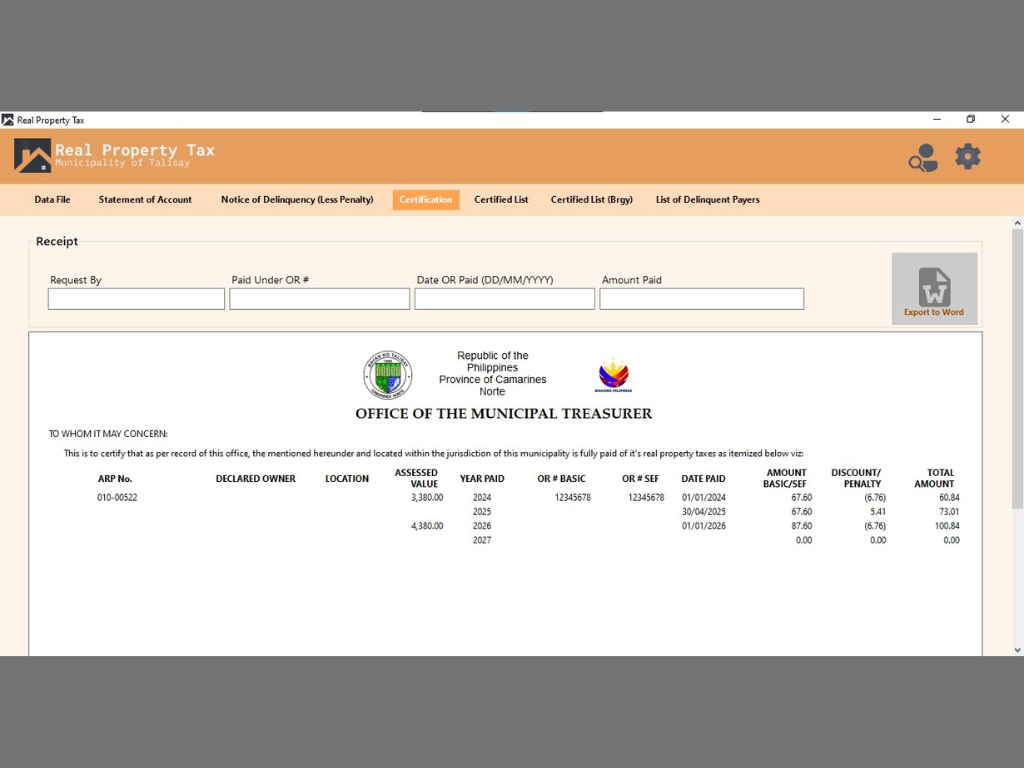 Real Property Tax
Real Property Tax
Municipality of Talisay
Data File Statement of Account Notice of Delinquency (Less Penalty) Certification Certified List Certified List (Brgy) List of Delinquent Payers
Receipt
Request By Paid Under OR # Date OR Paid (DD/MM/YYYY) Amount Paid
Export to Word
Republic of the
Philippines
Province of Camarines
Norte
BAYAN NG TALISAY
CAMARINES NORTE
BAGONG PILIPINAS
OFFICE OF THE MUNICIPAL TREASURER
TO WHOM IT MAY CONCERN:
This is to certify that as per record of this office, the mentioned hereunder and located within the jurisdiction of this municipality is fully paid of it's real property taxes as itemized below viz:
ARP No. DECLARED OWNER LOCATION ASSESSED VALUE YEAR PAID OR # BASIC OR # SEF DATE PAID AMOUNT BASIC/SEF DISCOUNT/ PENALTY TOTAL AMOUNT
010-00522 3,380.00 2024 12345678 12345678 01/01/2024 67.60 (6.76) 60.84
2025 30/04/2025 67.60 5.41 73.01
4,380.00 2026 01/01/2026 87.60 (6.76) 100.84
2027 0.00 0.00 0.00